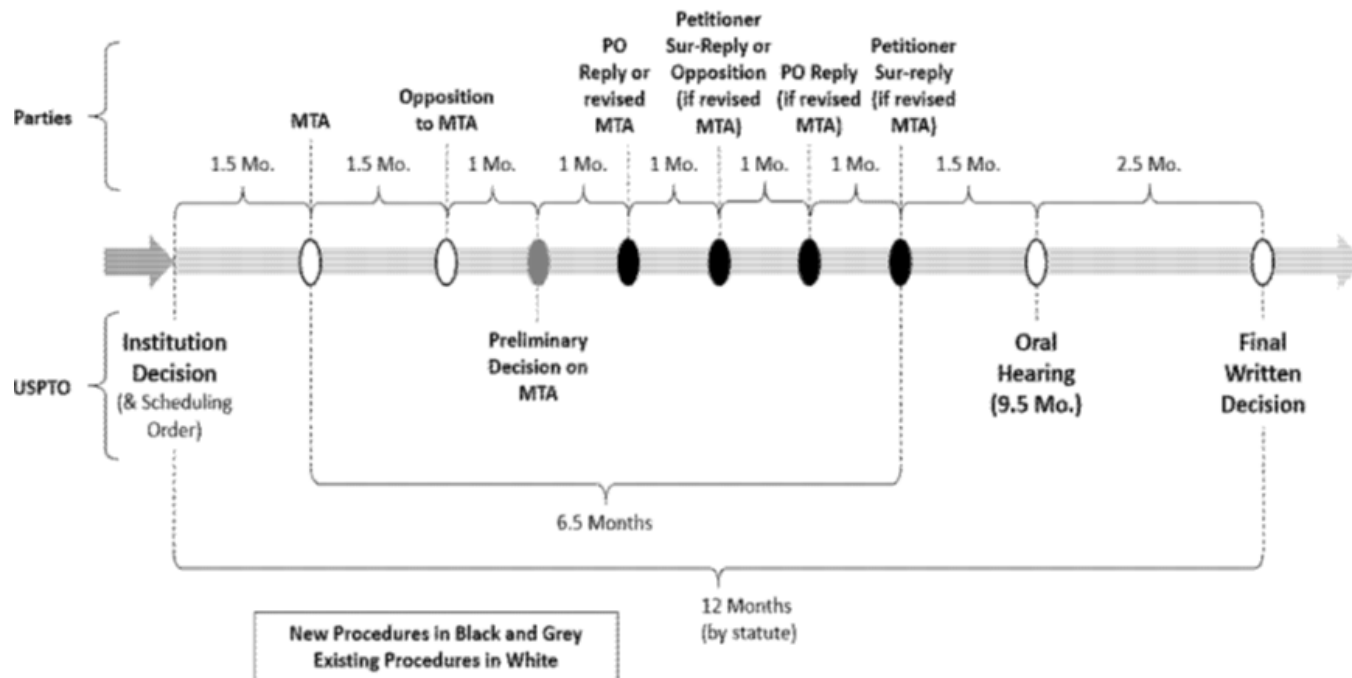 Parties
MTA
Opposition
to MTA
PO
Reply or
revised
MTA
Petitioner
Sur-Reply or
Opposition
(if revised
MTA)
PO Reply
(if revised
MTA)
Petitioner
Sur-reply
(if revised
MTA)
1.5 Mo.
1.5 Mo.
1 Mo.
1 Mo.
1 Mo.
1 Mo.
1 Mo.
1.5 Mo.
2.5 Mo.
USPTO
Institution
Decision
(& Scheduling
Order)
Preliminary
Decision on
MTA
Oral
Hearing
(9.5 Mo.)
Final
Written
Decision
6.5 Months
12 Months
(by statute)
New Procedures in Black and Grey
Existing Procedures in White